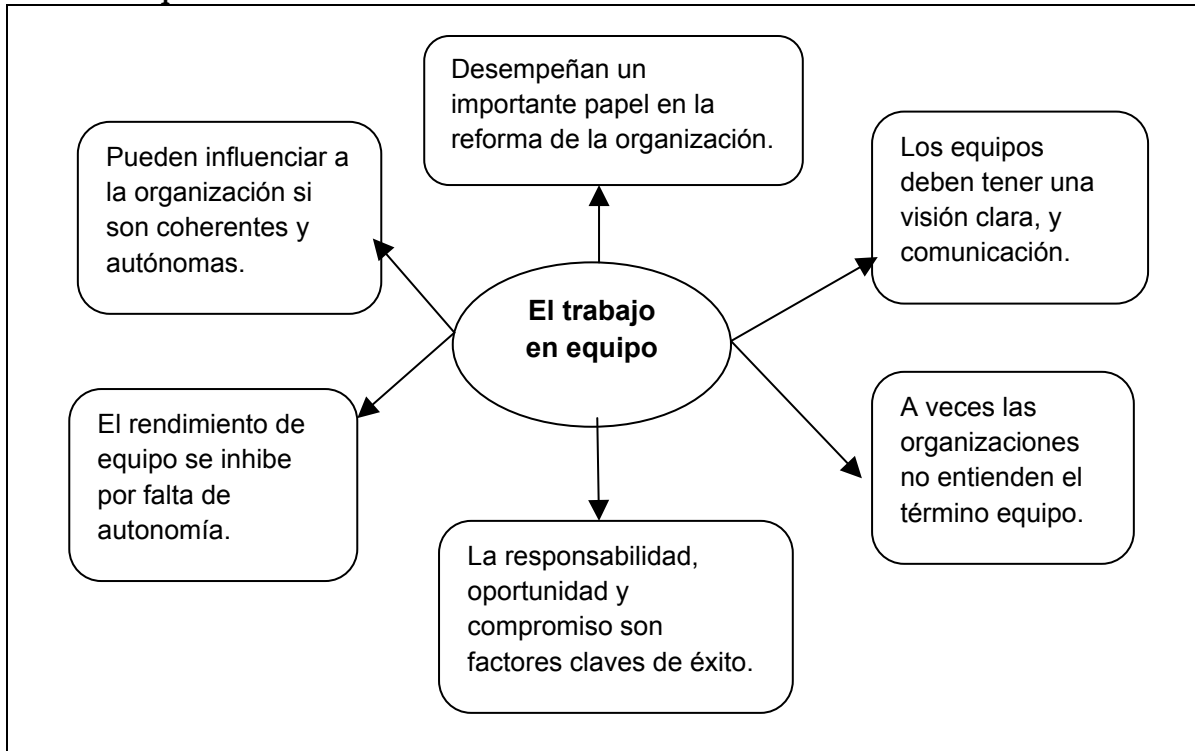 Desempeñan un
importante papel en la
reforma de la organización.
Pueden influenciar a
la organización si
son coherentes y
autónomas.
Los equipos
deben tener una
visión clara, y
comunicación.
El trabajo
en equipo
El rendimiento de
equipo se inhibe
por falta de
autonomía.
A veces las
organizaciones
no entienden el
término equipo.
La responsabilidad,
oportunidad y
compromiso son
factores claves de éxito.